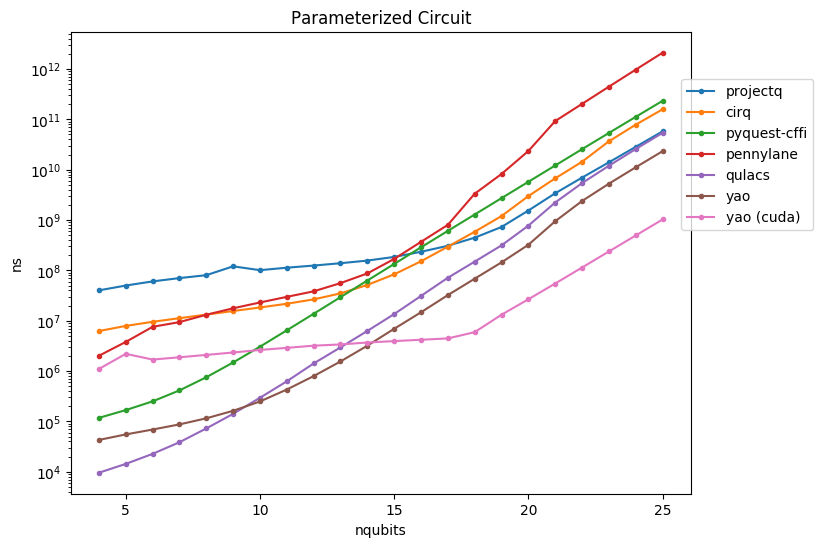 Parameterized Circuit
ns
10^12
10^11
10^10
10^9
10^8
10^7
10^6
10^5
10^4
5
10
15
20
25
nqubits
projectq
cirq
pyquest-cffi
pennylane
qulacs
yao
yao (cuda)